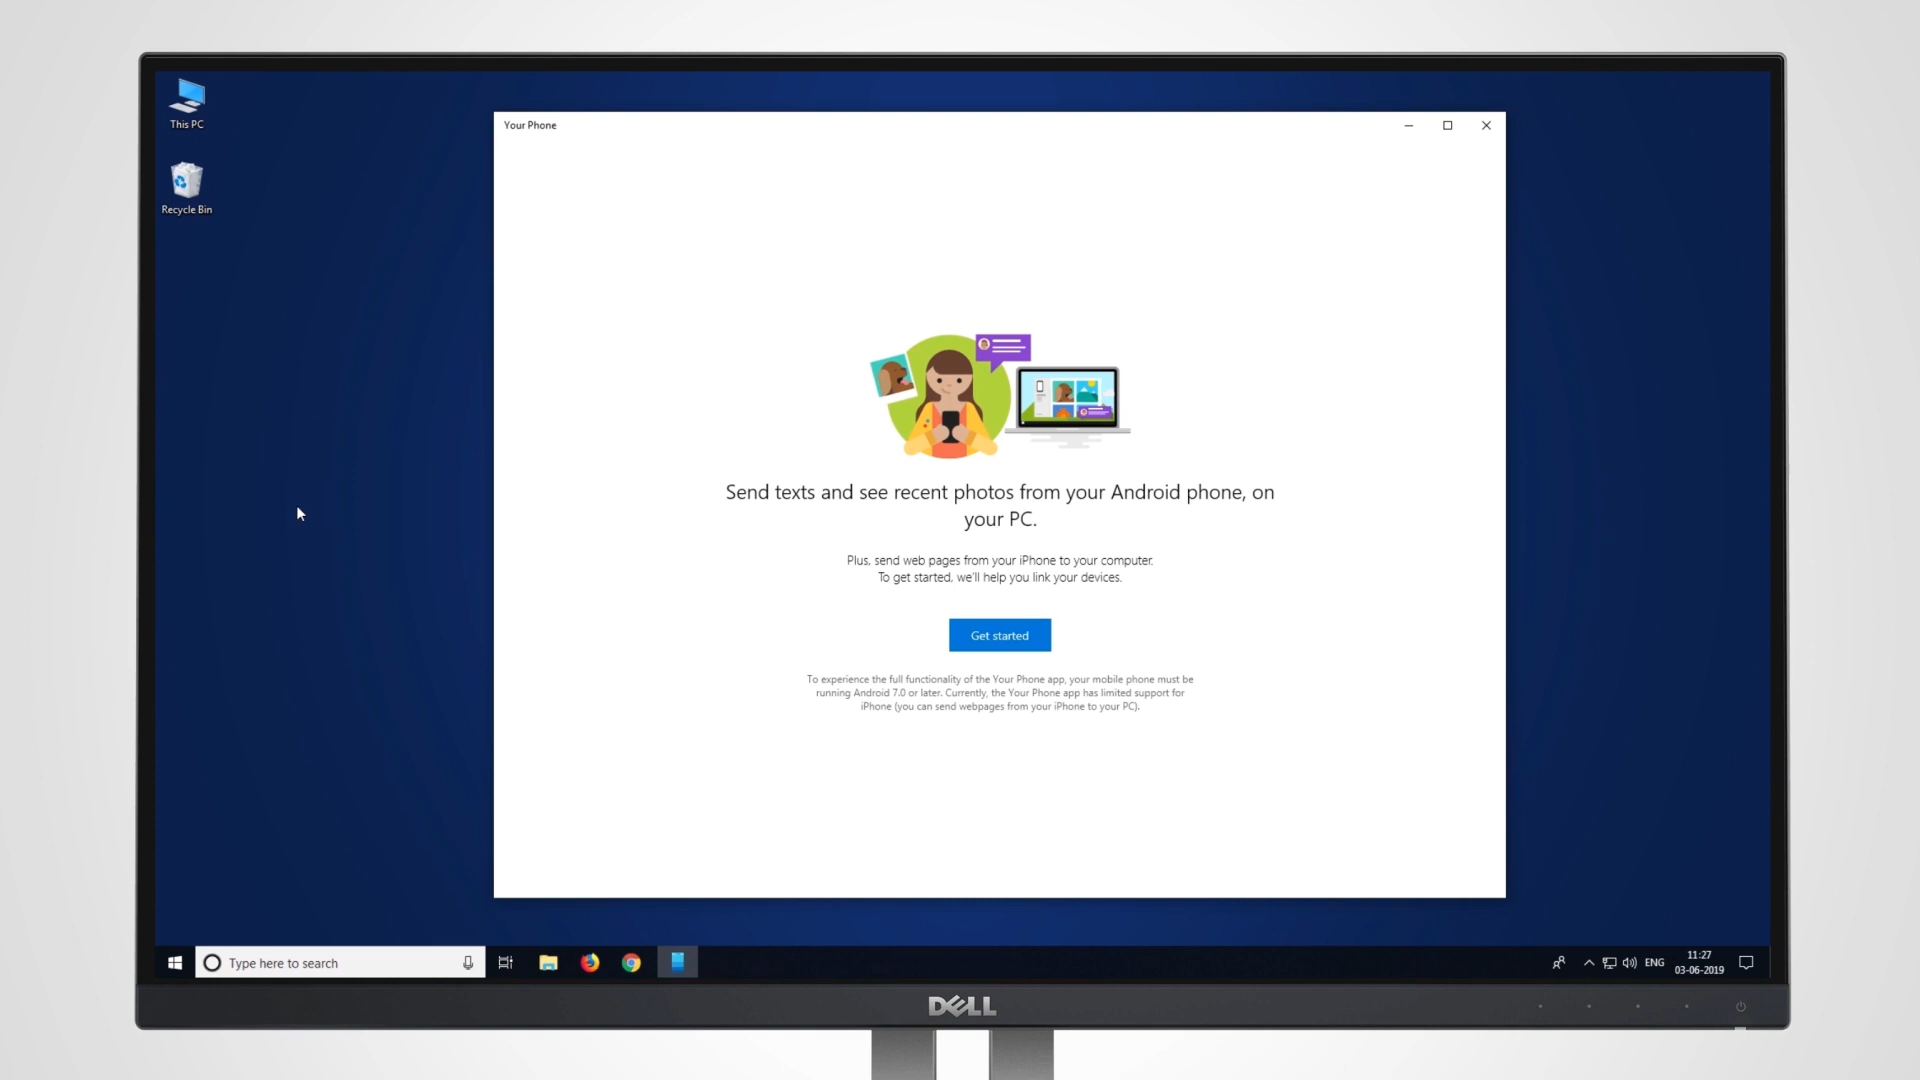 This PC
Recycle Bin
Your Phone
Send texts and see recent photos from your Android phone, on
your PC.
Plus, send web pages from your iPhone to your computer.
To get started, we'll help you link your devices.
Get started
To experience the full functionality of the Your Phone app, your mobile phone must be
running Android 7.0 or later. Currently, the Your Phone app has limited support for
iPhone (you can send webpages from your iPhone to your PC).
Type here to search
ENG
11:27
03-06-2019
DELL